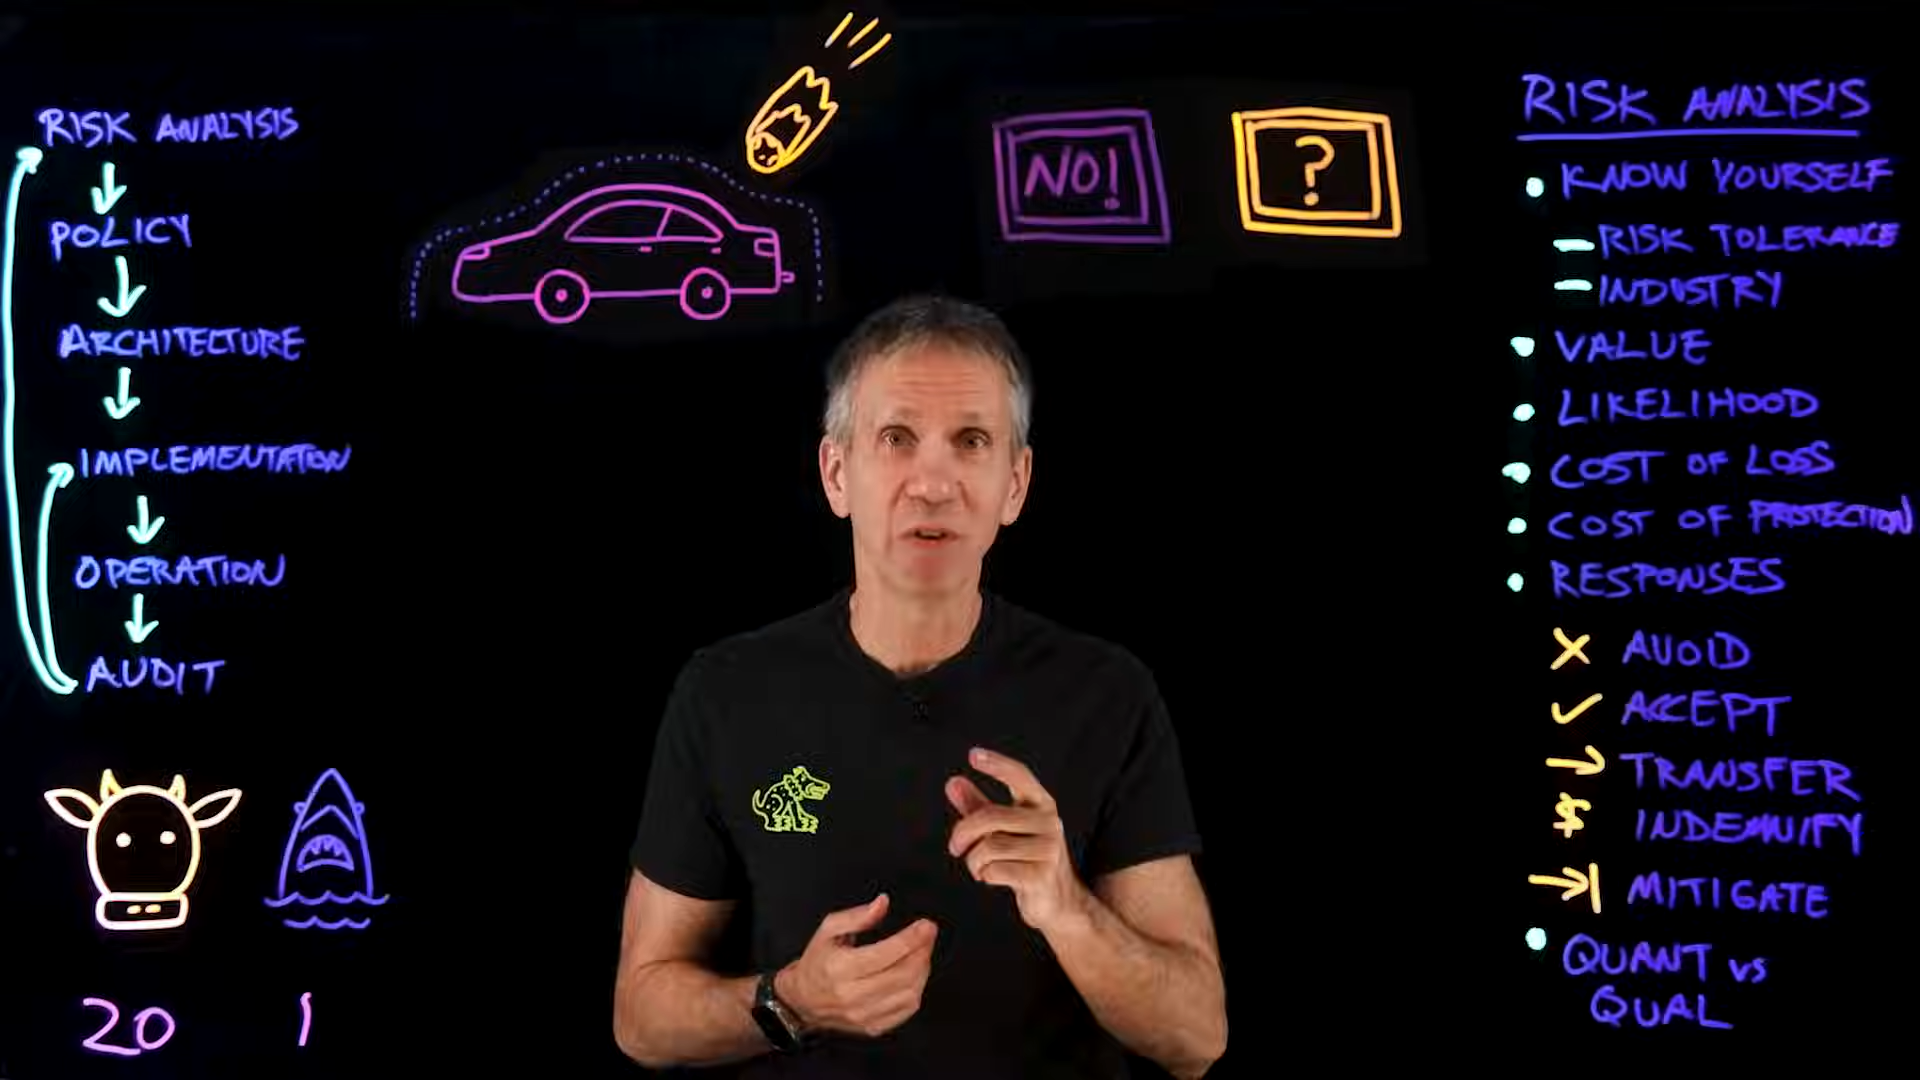 RISK ANALYSIS
POLICY
ARCHITECTURE
IMPLEMENTATION
OPERATION
AUDIT
20 1
NO!
?
RISK ANALYSIS
KNOW YOURSELF
RISK TOLERANCE
INDUSTRY
VALUE
LIKELIHOOD
COST OF LOSS
COST OF PROTECTION
RESPONSES
X AVOID
✓ ACCEPT
TRANSFER
$ INDEMNIFY
MITIGATE
QUANT vs
QUAL